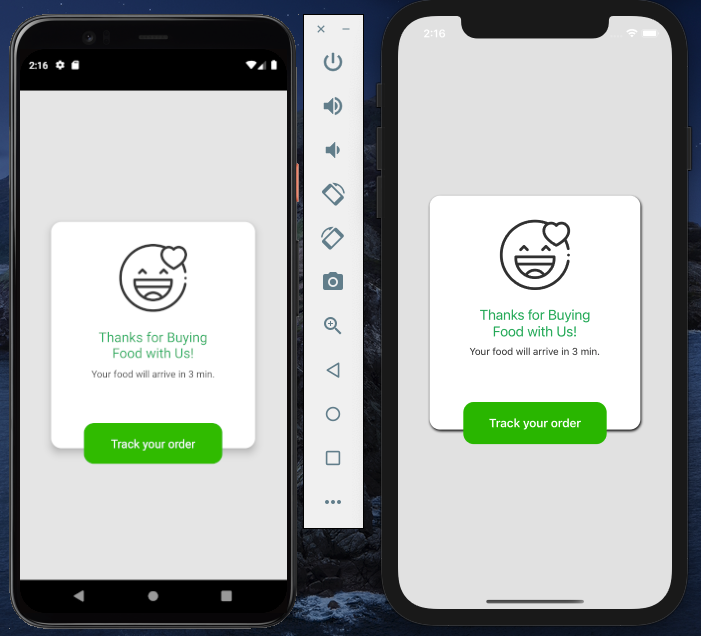 2:16
Thanks for Buying
Food with Us!
Your food will arrive in 3 min.
Track your order
2:16
Thanks for Buying
Food with Us!
Your food will arrive in 3 min.
Track your order